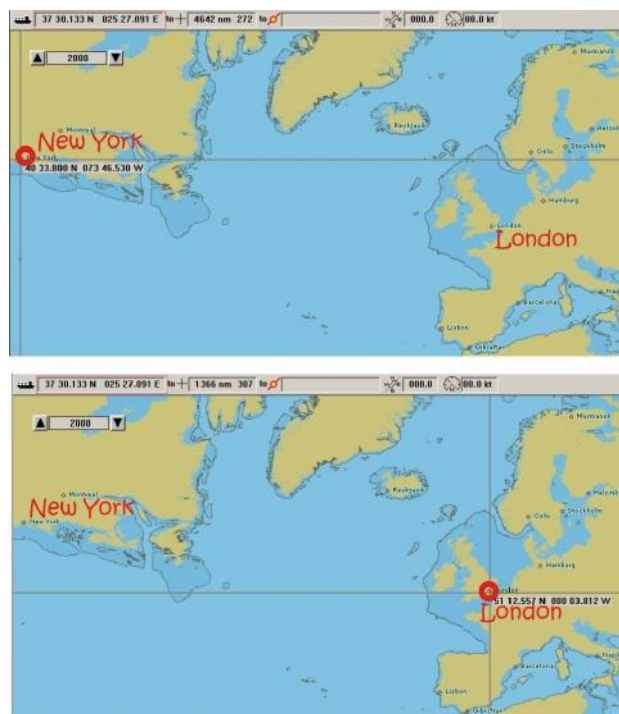 37 30.133 N 025 27.091 E to 4642 nm 272 to 000.0 00.0 kt
2000
Murmansk
Reykjavik
Montreal
New York
Oslo
Stockholm
40 33.800 N 073 46.530 W
Hamburg
London
London
Barcelona
Lisbon
Gibraltar
37 30.133 N 025 27.091 E to 1366 nm 307 to 000.0 00.0 kt
2000
Murmansk
Reykjavik
Montreal
New York
New York
Oslo
Stockholm
Hamburg
London
51 12.557 N 000 03.812 W
London
Barcelona
Lisbon